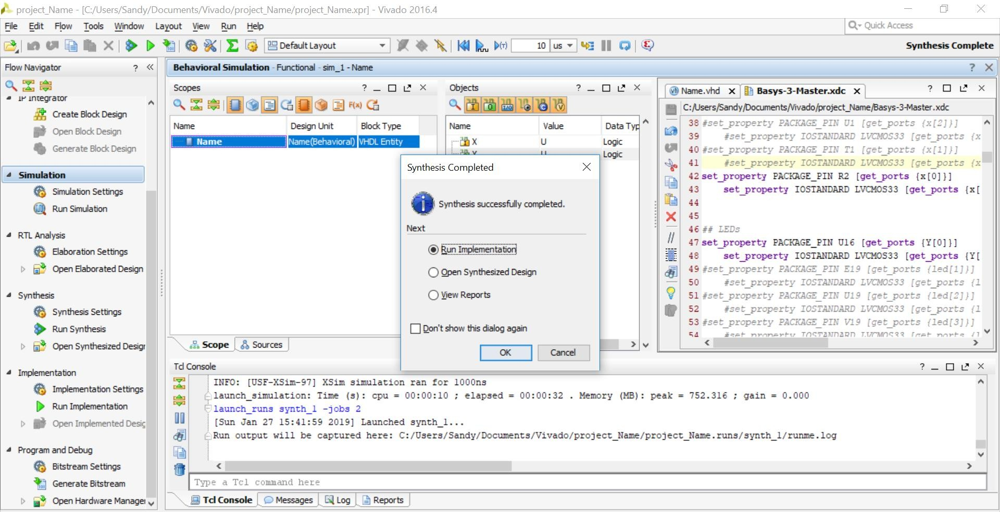 project_Name - [C:/Users/Sandy/Documents/Vivado/project_Name/project_Name.xpr] - Vivado 2016.4
File Edit Flow Tools Window Layout View Run Help
Quick Access
Default Layout
10 us
Synthesis Complete
Flow Navigator
IP Integrator
Create Block Design
Open Block Design
Generate Block Design
Simulation
Simulation Settings
Run Simulation
RTL Analysis
Elaboration Settings
Open Elaborated Design
Synthesis
Synthesis Settings
Run Synthesis
Open Synthesized Desigr
Implementation
Implementation Settings
Run Implementation
Open Implemented Desig
Program and Debug
Bitstream Settings
Generate Bitstream
Open Hardware Manager
Behavioral Simulation - Functional - sim_1 - Name
Scopes
F(x)
Name Design Unit Block Type
Name Name(Behavioral) VHDL Entity
Scope Sources
Objects
Name Value Data Typ
X U Logic
Y U Logic
Name.vhd Basys-3-Master.xdc
C:/Users/Sandy/Documents/Vivado/project_Name/Basys-3-Master.xdc
38 #set_property PACKAGE_PIN U1 [get_ports {x[2]}]
39 #set_property IOSTANDARD LVCMOS33 [get_ports {x
40 #set_property PACKAGE_PIN T1 [get_ports {x[1]}]
41 #set_property IOSTANDARD LVCMOS33 [get_ports {x
42 set_property PACKAGE_PIN R2 [get_ports {x[0]}]
43 set_property IOSTANDARD LVCMOS33 [get_ports {x[
44
45
46 ## LEDs
47 set_property PACKAGE_PIN U16 [get_ports {Y[0]}]
48 set_property IOSTANDARD LVCMOS33 [get_ports {Y[
49 #set_property PACKAGE_PIN E19 [get_ports {led[1]}]
50 #set_property IOSTANDARD LVCMOS33 [get_ports {l
51 #set_property PACKAGE_PIN U19 [get_ports {led[2]}]
52 #set_property IOSTANDARD LVCMOS33 [get_ports {l
53 #set_property PACKAGE_PIN V19 [get_ports {led[3]}]
54 #set_property IOSTANDARD LVCMOS33 [get_ports {l
Synthesis Completed
Synthesis successfully completed.
Next
Run Implementation
Open Synthesized Design
View Reports
Don't show this dialog again
OK Cancel
Tcl Console
INFO: [USF-XSim-97] XSim simulation ran for 1000ns
launch_simulation: Time (s): cpu = 00:00:10 ; elapsed = 00:00:32 . Memory (MB): peak = 752.316 ; gain = 0.000
launch_runs synth_1 -jobs 2
[Sun Jan 27 15:41:59 2019] Launched synth_1...
Run output will be captured here: C:/Users/Sandy/Documents/Vivado/project_Name/project_Name.runs/synth_1/runme.log
Type a Tcl command here
Tcl Console Messages Log Reports